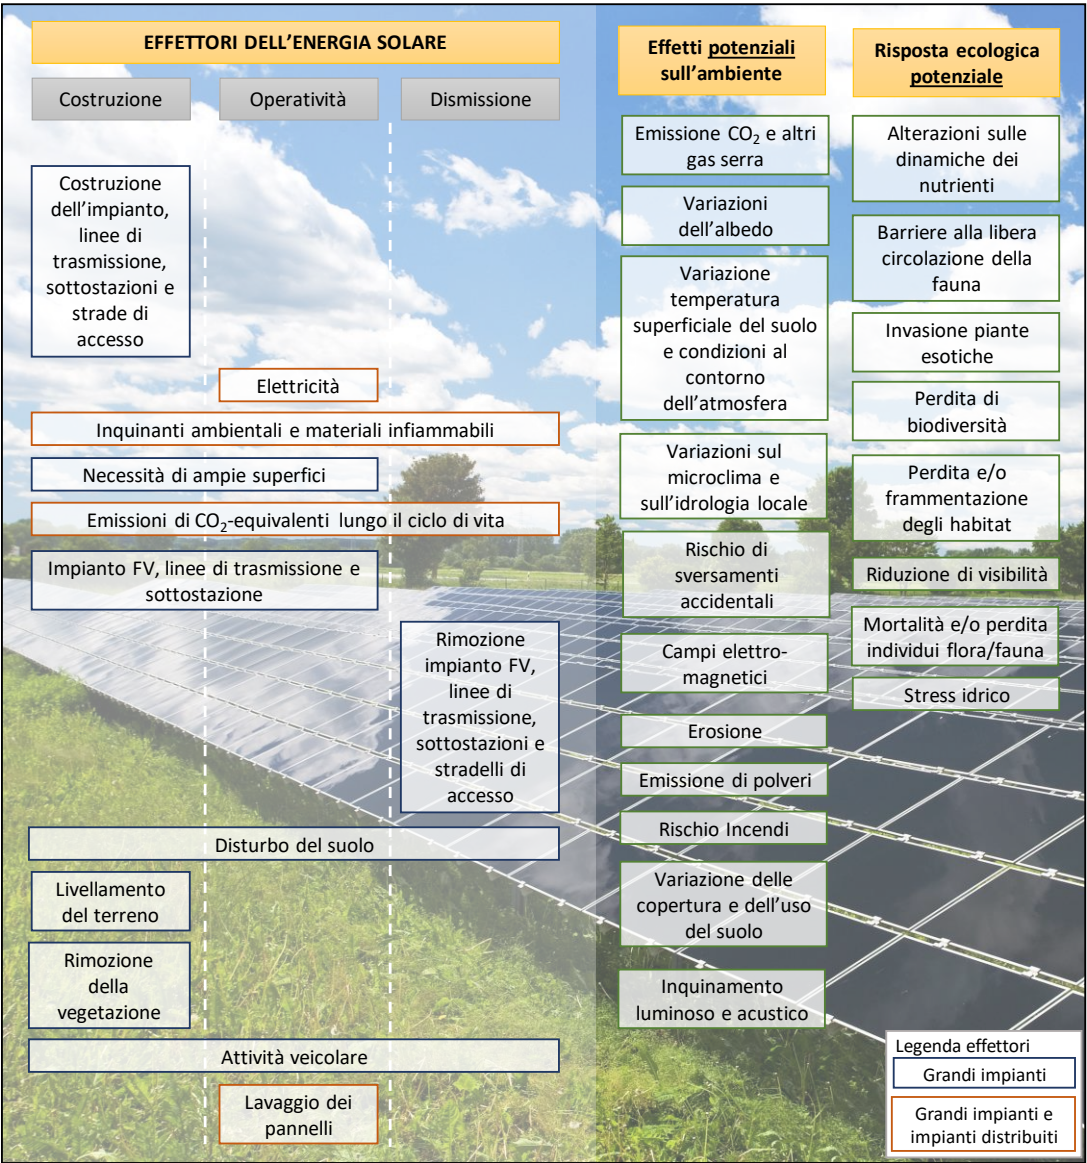 EFFETTORI DELL'ENERGIA SOLARE
Costruzione
Operatività
Dismissione
Costruzione
dell'impianto,
linee di
trasmissione,
sottostazioni e
strade di
accesso
Elettricità
Inquinanti ambientali e materiali infiammabili
Necessità di ampie superfici
Emissioni di CO₂-equivalenti lungo il ciclo di vita
Impianto FV, linee di trasmissione e
sottostazione
Rimozione
impianto FV,
linee di
trasmissione,
sottostazioni e
stradelli di
accesso
Disturbo del suolo
Livellamento
del terreno
Rimozione
della
vegetazione
Attività veicolare
Lavaggio dei
pannelli
Effetti potenziali
sull'ambiente
Emissione CO₂ e altri
gas serra
Variazioni
dell'albedo
Variazione
temperatura
superficiale del suolo
e condizioni al
contorno
dell'atmosfera
Variazioni sul
microclima e
sull'idrologia locale
Rischio di
sversamenti
accidentali
Campi elettro-
magnetici
Erosione
Emissione di polveri
Rischio Incendi
Variazione delle
copertura e dell'uso
del suolo
Inquinamento
luminoso e acustico
Risposta ecologica
potenziale
Alterazioni sulle
dinamiche dei
nutrienti
Barriere alla libera
circolazione della
fauna
Invasione piante
esotiche
Perdita di
biodiversità
Perdita e/o
frammentazione
degli habitat
Riduzione di visibilità
Mortalità e/o perdita
individui flora/fauna
Stress idrico
Legenda effettori
Grandi impianti
Grandi impianti e
impianti distribuiti